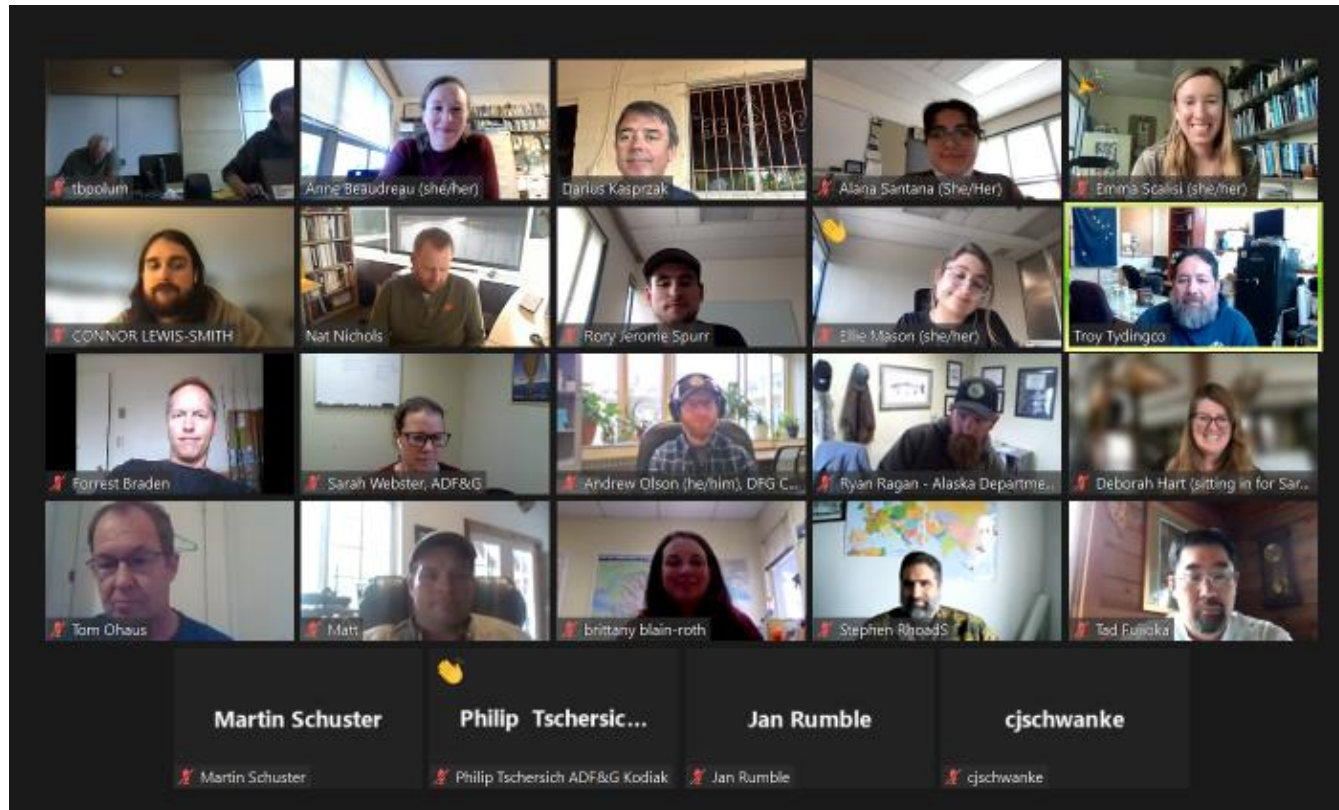 tboolum
Anne Beaudreau (she/her)
Darius Kasprzak
Alana Santana (She/Her)
Emma Scalisi (she/her)
CONNOR LEWIS-SMITH
Nat Nichols
Rory Jerome Spurr
Ellie Mason (she/her)
Troy Tydingco
Forrest Braden
Sarah Webster, ADF&G
Andrew Olson (he/him), DFG C...
Ryan Ragan - Alaska Departme...
Deborah Hart (sitting in for Sar...
Tom Ohaus
Matt
brittany blain-roth
Stephen RhoadS
Tad Fujioka
Martin Schuster
Philip Tschersic...
Jan Rumble
cjschwanke
Martin Schuster
Philip Tschersich ADF&G Kodiak
Jan Rumble
cjschwanke